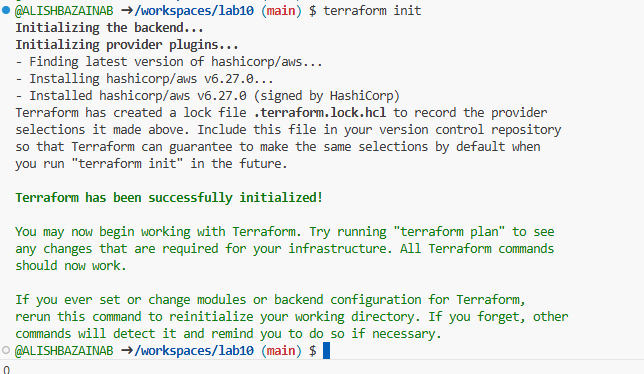 @ALISHBAZAINAB ➜/workspaces/lab10 (main) $ terraform init
Initializing the backend...
Initializing provider plugins...
- Finding latest version of hashicorp/aws...
- Installing hashicorp/aws v6.27.0...
- Installed hashicorp/aws v6.27.0 (signed by HashiCorp)
Terraform has created a lock file .terraform.lock.hcl to record the provider
selections it made above. Include this file in your version control repository
so that Terraform can guarantee to make the same selections by default when
you run "terraform init" in the future.
Terraform has been successfully initialized!
You may now begin working with Terraform. Try running "terraform plan" to see
any changes that are required for your infrastructure. All Terraform commands
should now work.
If you ever set or change modules or backend configuration for Terraform,
rerun this command to reinitialize your working directory. If you forget, other
commands will detect it and remind you to do so if necessary.
@ALISHBAZAINAB ➜/workspaces/lab10 (main) $